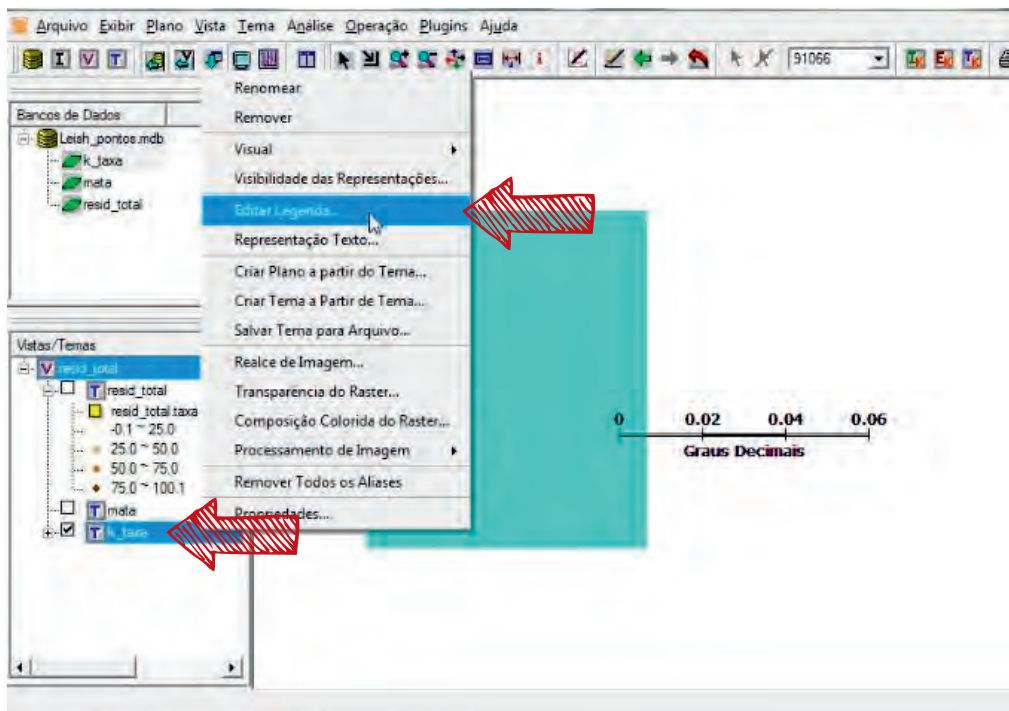 Arquivo Exibir Plano Vista Tema Análise Operação Plugins Ajuda
I V T 91066
Bancos de Dados
Leish_pontos.mdb
k_taxa
mata
resid_total
Renomear
Remover
Visual
Visibilidade das Representações...
Editar Legenda...
Representação Texto...
Criar Plano a partir do Tema...
Criar Tema a Partir de Tema...
Salvar Tema para Arquivo...
Realce de Imagem...
Transparência do Raster...
Composição Colorida do Raster...
Processamento de Imagem
Remover Todos os Aliases
Propriedades...
Vistas/Temas
V resid_total
T resid_total
resid_total.taxa
-0.1 ~ 25.0
25.0 ~ 50.0
50.0 ~ 75.0
75.0 ~ 100.1
T mata
T k_taxa
0 0.02 0.04 0.06
Graus Decimais